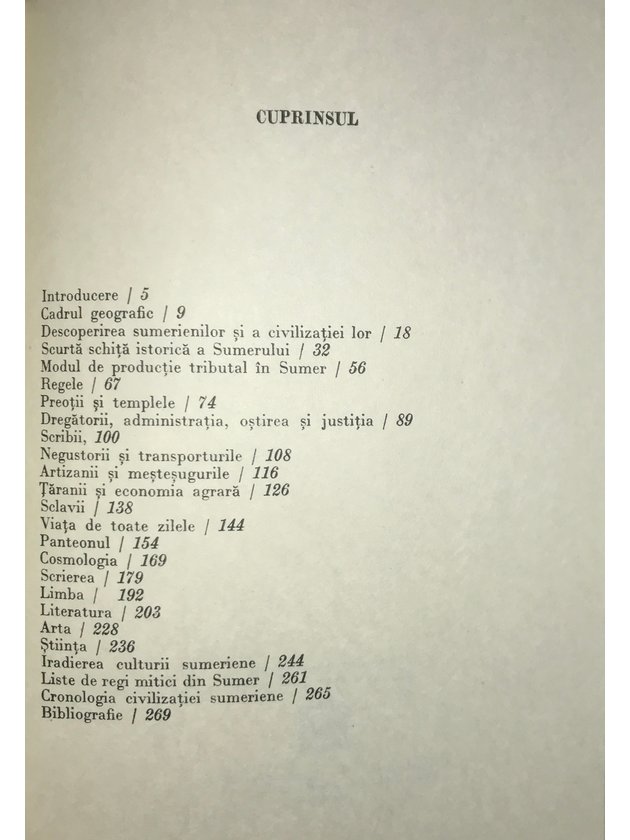 CUPRINSUL
Introducere / 5
Cadrul geografic / 9
Descoperirea sumerienilor și a civilizației lor / 18
Scurtă schiță istorică a Sumerului / 32
Modul de producție tributal în Sumer / 56
Regele / 67
Preoții și templele / 74
Dregătorii, administrația, oștirea și justiția / 89
Scribii, 100
Negustorii și transporturile / 108
Artizanii și meșteșugurile / 116
Țăranii și economia agrară / 126
Sclavii / 138
Viața de toate zilele / 144
Panteonul / 154
Cosmologia / 169
Scrierea / 179
Limba / 192
Literatura / 203
Arta / 228
Știința / 236
Iradierea culturii sumeriene / 244
Liste de regi mitici din Sumer / 261
Cronologia civilizației sumeriene / 265
Bibliografie / 269